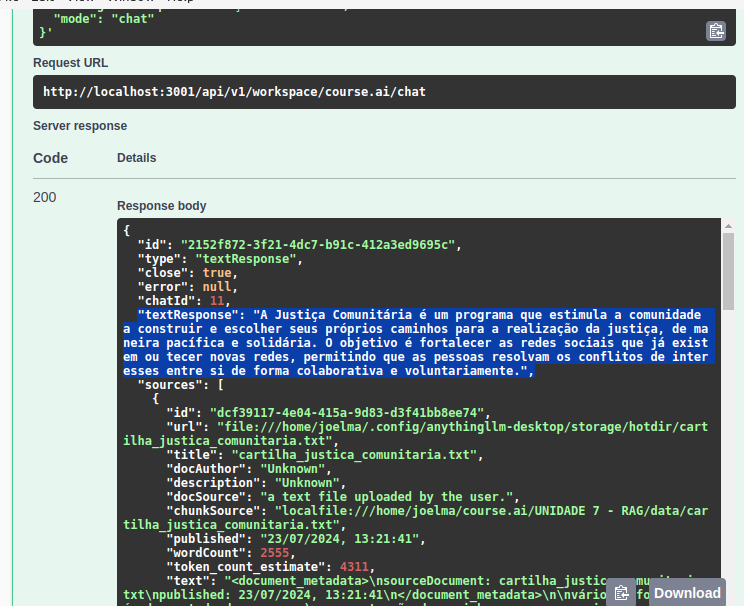 "mode": "chat"
}'
Request URL
http://localhost:3001/api/v1/workspace/course.ai/chat
Server response
Code Details
200
Response body
{
"id": "2152f872-3f21-4dc7-b91c-412a3ed9695c",
"type": "textResponse",
"close": true,
"error": null,
"chatId": 11,
"textResponse": "A Justiça Comunitária é um programa que estimula a comunidade
a construir e escolher seus próprios caminhos para a realização da justiça, de ma
neira pacífica e solidária. O objetivo é fortalecer as redes sociais que já exist
em ou tecer novas redes, permitindo que as pessoas resolvam os conflitos de inter
esses entre si de forma colaborativa e voluntariamente.",
"sources": [
{
"id": "dcf39117-4e04-415a-9d83-d3f41bb8ee74",
"url": "file:///home/joelma/.config/anythingllm-desktop/storage/hotdir/cart
ilha_justica_comunitaria.txt",
"title": "cartilha_justica_comunitaria.txt",
"docAuthor": "Unknown",
"description": "Unknown",
"docSource": "a text file uploaded by the user.",
"chunkSource": "localfile:///home/joelma/course.ai/UNIDADE 7 - RAG/data/car
tilha_justica_comunitaria.txt",
"published": "23/07/2024, 13:21:41",
"wordCount": 2555,
"token_count_estimate": 4311,
"text": "<document_metadata>\nsourceDocument: cartilha_justic
txt\npublished: 23/07/2024, 13:21:41\n</document_metadata>\n\nvário
Download